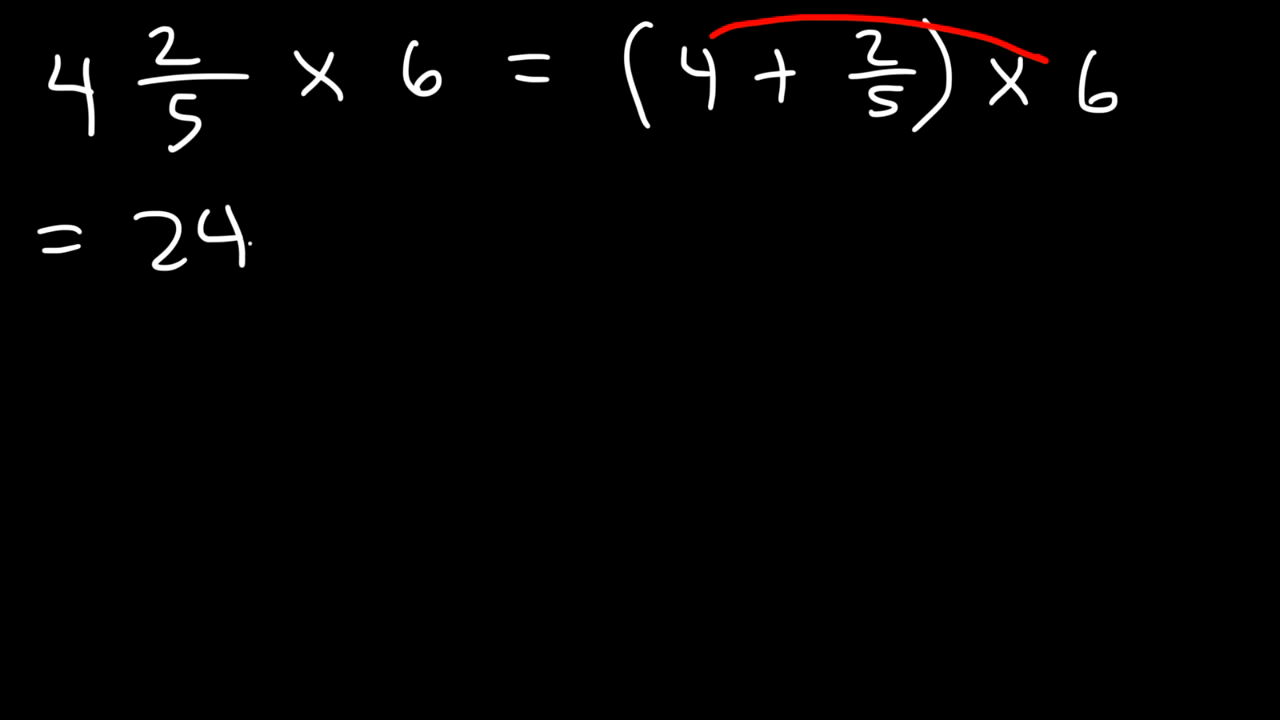 4 2/5 × 6 = (4 + 2/5) × 6
= 24